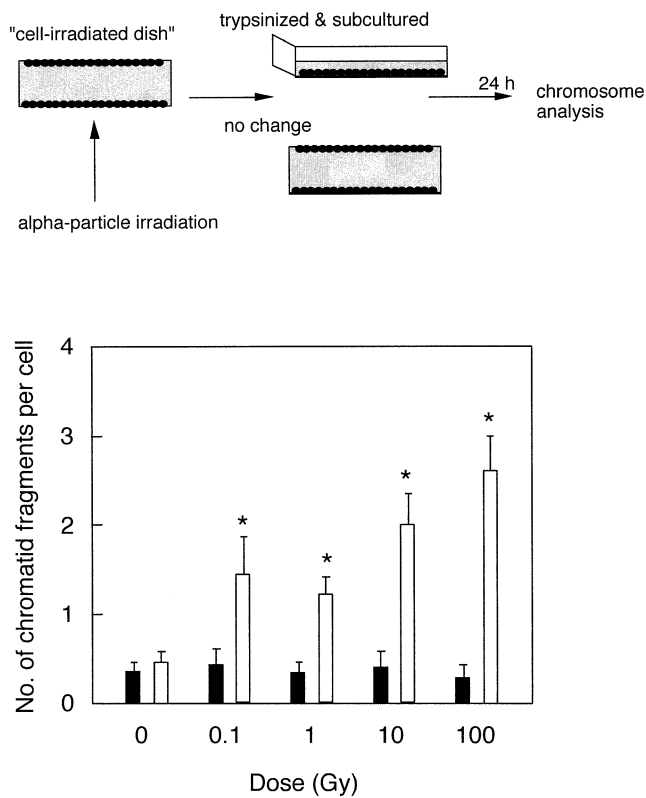 trypsinized & subcultured
"cell-irradiated dish"
24 h
chromosome
analysis
no change
alpha-particle irradiation
No. of chromatid fragments per cell
4
3
2
1
0
*
*
*
*
0
0.1
1
10
100
Dose (Gy)